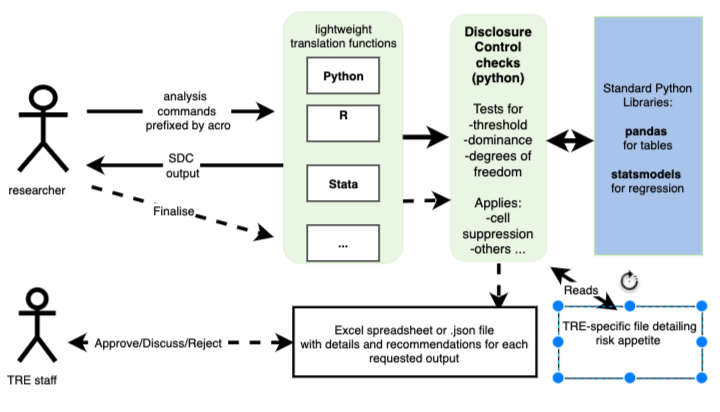 lightweight
translation functions
Python
R
Stata
...
analysis
commands
prefixed by acro
SDC
output
researcher
Finalise
Disclosure
Control
checks
(python)
Tests for
-threshold
-dominance
-degrees of
freedom
Applies:
-cell
suppression
-others ...
Standard Python
Libraries:
pandas
for tables
statsmodels
for regression
Reads
TRE-specific file detailing
risk appetite
Excel spreadsheet or .json file
with details and recommendations for each
requested output
Approve/Discuss/Reject
TRE staff